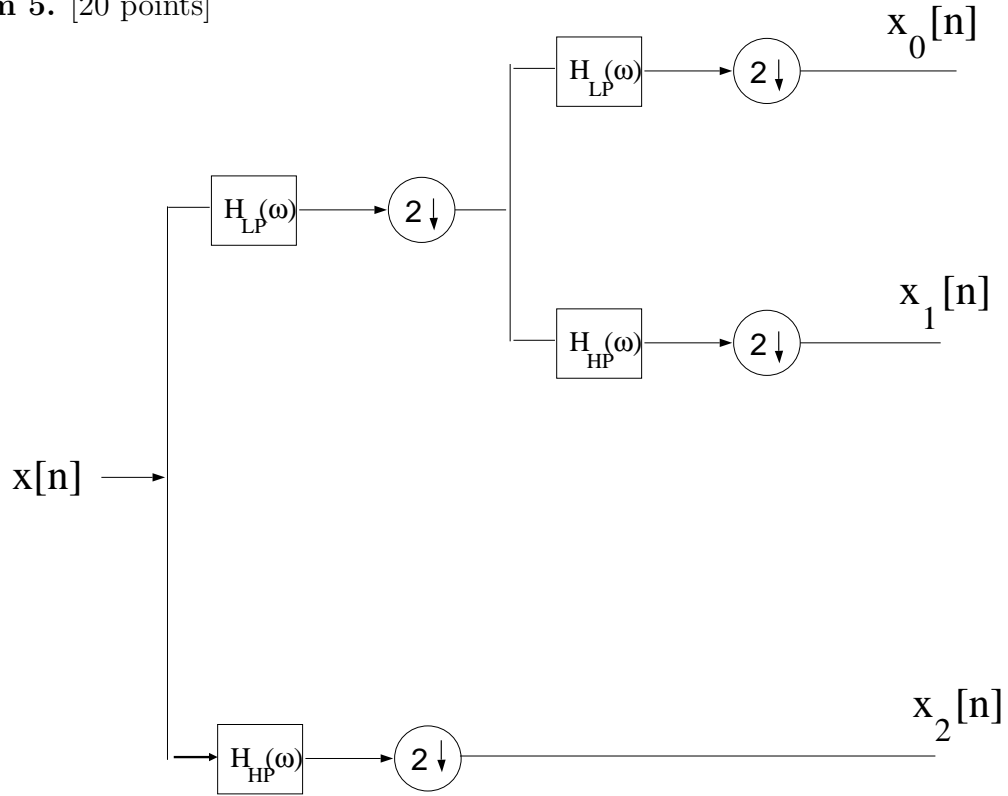 m 5. [20 points]
x₀[n]
H_LP(ω)
2↓
H_LP(ω)
2↓
x₁[n]
H_HP(ω)
2↓
x[n]
x₂[n]
H_HP(ω)
2↓